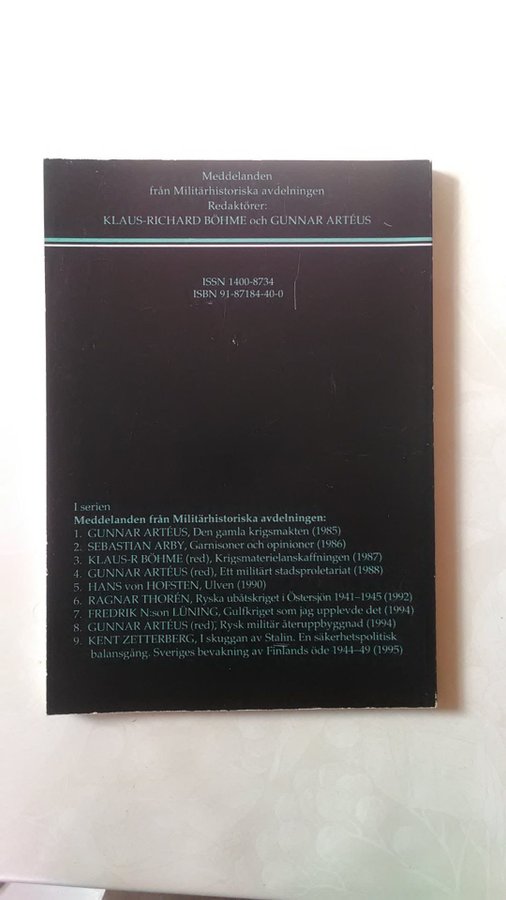 Meddelanden
från Militärhistoriska avdelningen
Redaktörer:
KLAUS-RICHARD BÖHME och GUNNAR ARTÉUS
ISSN 1400-8734
ISBN 91-87184-40-0
I serien
Meddelanden från Militärhistoriska avdelningen:
1. GUNNAR ARTÉUS, Den gamla krigsmakten (1985)
2. SEBASTIAN ARBY, Garnisoner och opinioner (1986)
3. KLAUS-R BÖHME (red), Krigsmaterielanskaffningen (1987)
4. GUNNAR ARTÉUS (red), Ett militärt stadsproletariat (1988)
5. HANS von HOFSTEN, Ulven (1990)
6. RAGNAR THORÉN, Ryska ubåtskriget i Östersjön 1941–1945 (1992)
7. FREDRIK N:son LÜNING, Gulfkriget som jag upplevde det (1994)
8. GUNNAR ARTÉUS (red), Rysk militär återuppbyggnad (1994)
9. KENT ZETTERBERG, I skuggan av Stalin. En säkerhetspolitisk
balansgång. Sveriges bevakning av Finlands öde 1944–49 (1995)